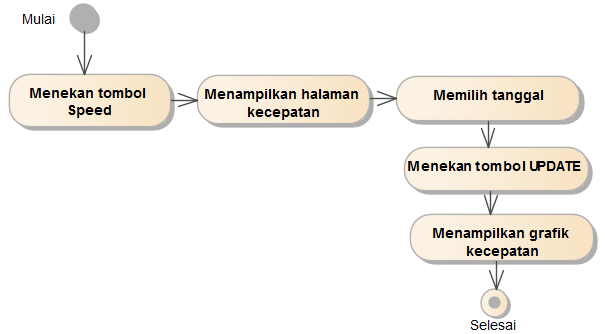 Mulai
Menekan tombol
Speed
Menampilkan halaman
kecepatan
Memilih tanggal
Menekan tombol UPDATE
Menampilkan grafik
kecepatan
Selesai